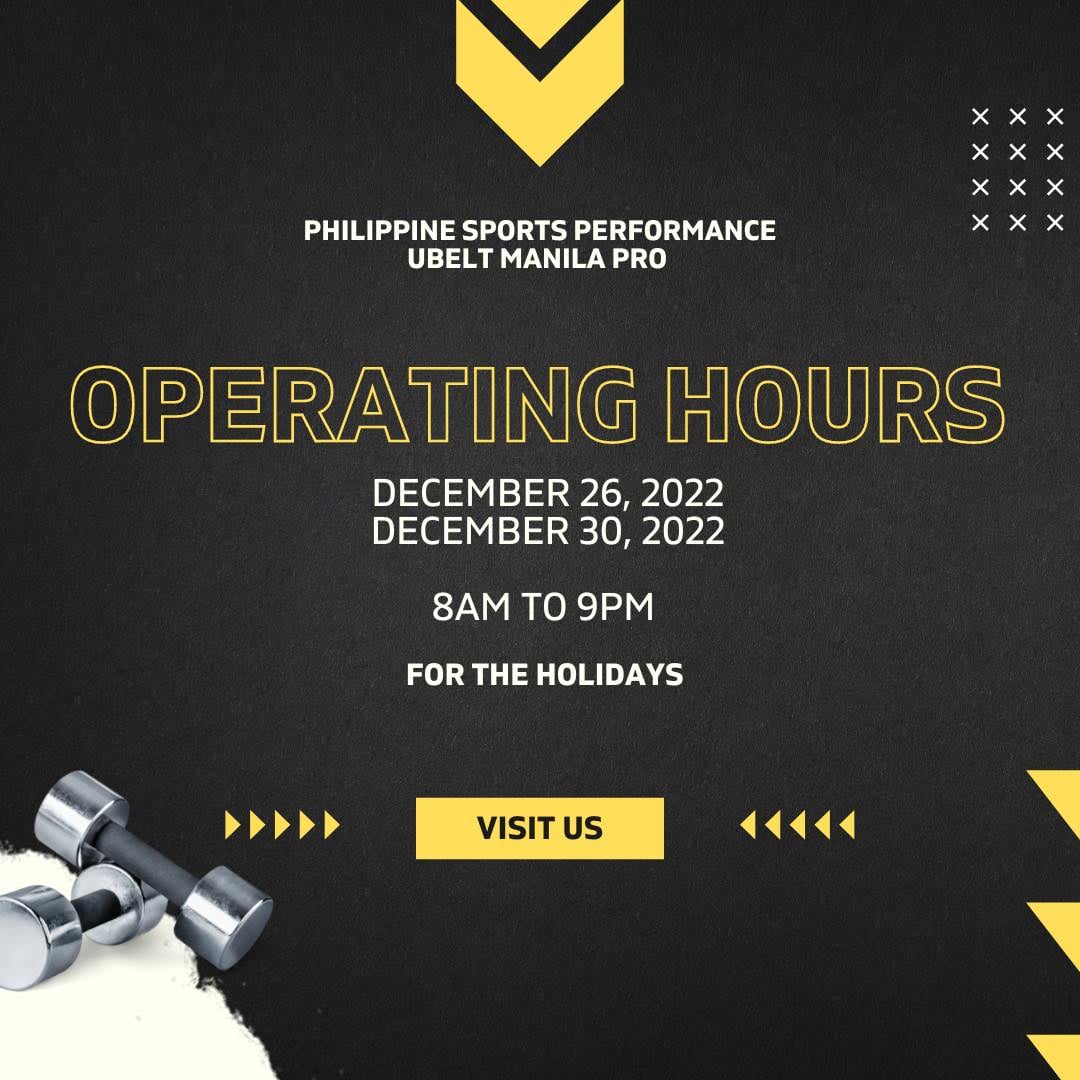 PHILIPPINE SPORTS PERFORMANCE
UBELT MANILA PRO
OPERATING HOURS
DECEMBER 26, 2022
DECEMBER 30, 2022
8AM TO 9PM
FOR THE HOLIDAYS
VISIT US